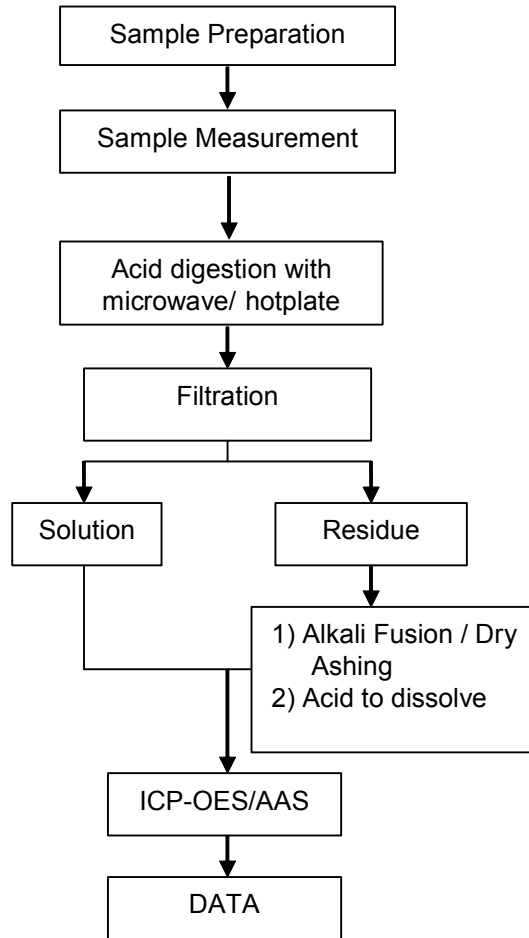 Sample Preparation
Sample Measurement
Acid digestion with
microwave/ hotplate
Filtration
Solution
Residue
1) Alkali Fusion / Dry
Ashing
2) Acid to dissolve
ICP-OES/AAS
DATA